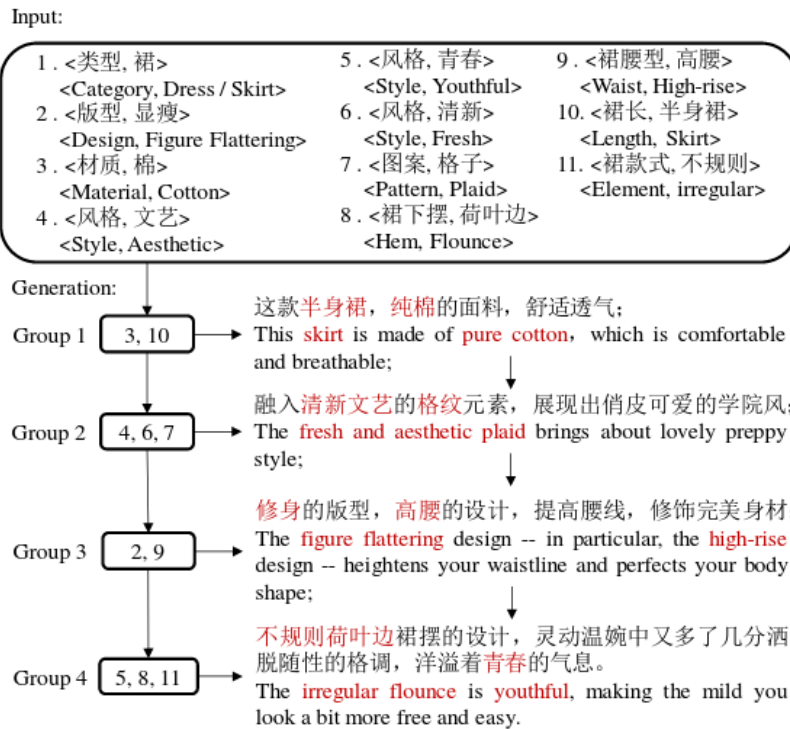 Input:
1 . <类型, 裙>
<Category, Dress / Skirt>
2 . <版型, 显瘦>
<Design, Figure Flattering>
3 . <材质, 棉>
<Material, Cotton>
4 . <风格, 文艺>
<Style, Aesthetic>
5 . <风格, 青春>
<Style, Youthful>
6 . <风格, 清新>
<Style, Fresh>
7 . <图案, 格子>
<Pattern, Plaid>
8 . <裙下摆, 荷叶边>
<Hem, Flounce>
9 . <裙腰型, 高腰>
<Waist, High-rise>
10. <裙长, 半身裙>
<Length, Skirt>
11. <裙款式, 不规则>
<Element, irregular>
Generation:
Group 1
3, 10
这款半身裙，纯棉的面料，舒适透气；
This skirt is made of pure cotton, which is comfortable
and breathable;
Group 2
4, 6, 7
融入清新文艺的格纹元素，展现出俏皮可爱的学院风;
The fresh and aesthetic plaid brings about lovely preppy
style;
Group 3
2, 9
修身的版型，高腰的设计，提高腰线，修饰完美身材
The figure flattering design -- in particular, the high-rise
design -- heightens your waistline and perfects your body
shape;
Group 4
5, 8, 11
不规则荷叶边裙摆的设计，灵动温婉中又多了几分洒
脱随性的格调，洋溢着青春的气息。
The irregular flounce is youthful, making the mild you
look a bit more free and easy.